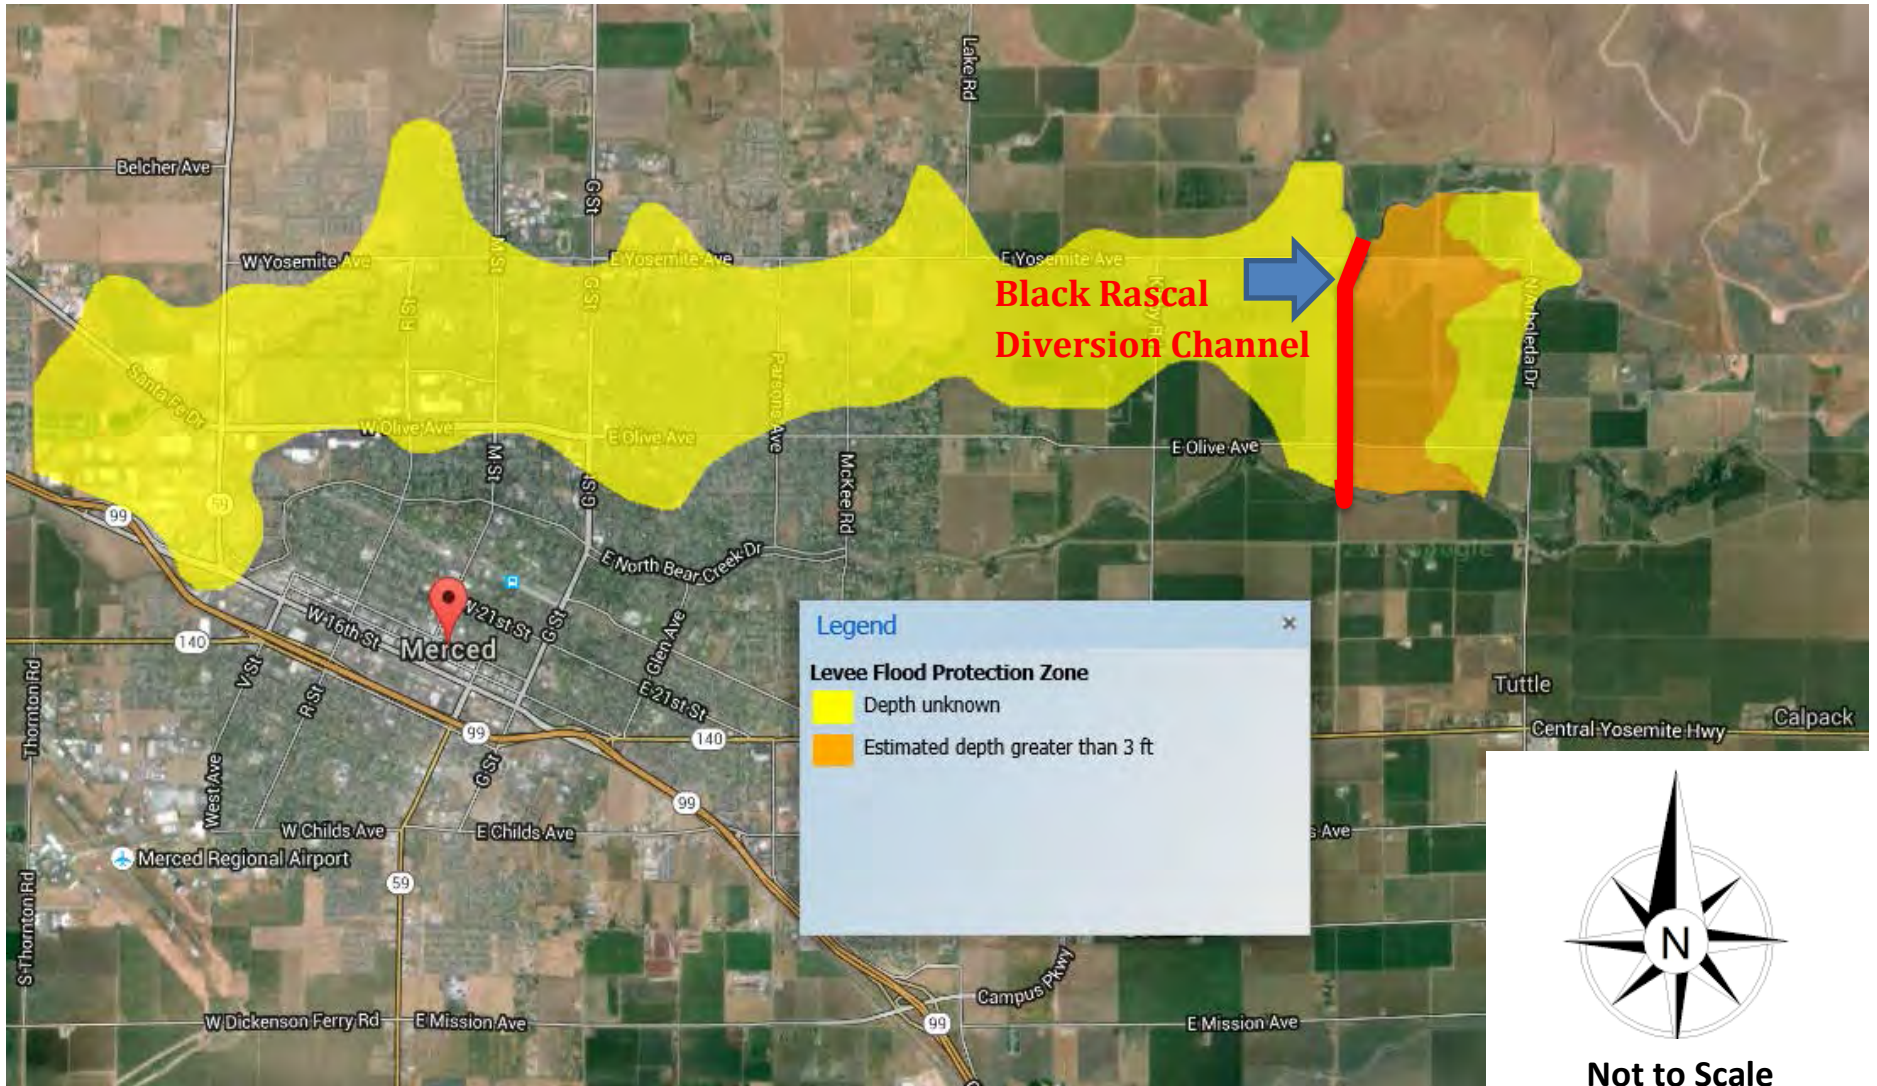 Lake Rd
Belcher Ave
G St
M St
W Yosemite Ave
E Yosemite Ave
E Yosemite Ave
G St
R St
Black Rascal
Diversion Channel
N Arboleda Dr
Santa Fe Dr
Parsons Ave
W Olive Ave
E Olive Ave
E Olive Ave
M St
McKee Rd
G St
59
99
E North Bear Creek Dr
W 21st St
G St
W 16th St
Merced
Glen Ave
140
V St
R St
E 21st St
Thornton Rd
99
140
G St
West Ave
99
Legend
×
Levee Flood Protection Zone
Depth unknown
Estimated depth greater than 3 ft
Tuttle
Calpack
Central Yosemite Hwy
W Childs Ave
E Childs Ave
s Ave
Merced Regional Airport
59
S Thornton Rd
Campus Pkwy
W Dickenson Ferry Rd
E Mission Ave
99
E Mission Ave
N
Not to Scale